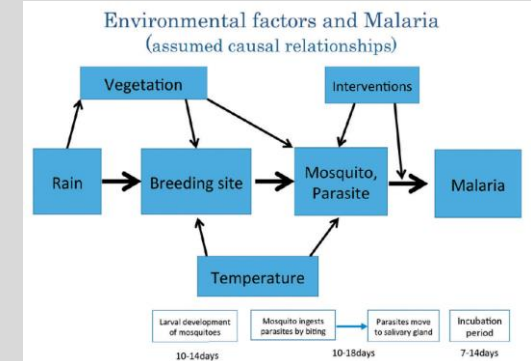 Environmental factors and Malaria
(assumed causal relationships)
Vegetation
Interventions
Rain
Breeding site
Mosquito,
Parasite
Malaria
Temperature
Larval development
of mosquitoes
Mosquito ingests
parasites by biting
Parasites move
to salivary gland
Incubation
period
10-14days
10-18days
7-14days